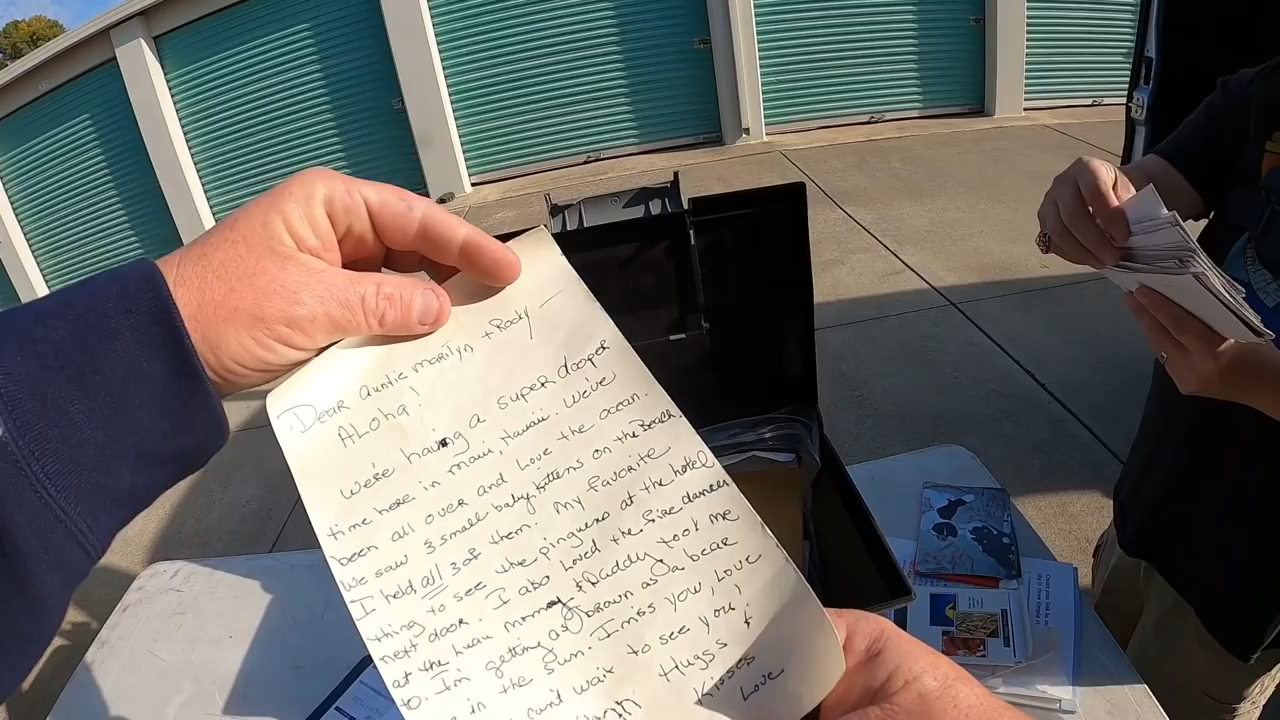 Dear Auntie Marilyn + Rocky —
Aloha!
We're having a super dooper
time here in Maui, Hawaii. We've
been all over and Love the ocean.
We saw 3 small baby kittens on the Beach.
I held all 3 of them. My favorite
thing to see the pinguens at the hotel
next door. I also Loved the fire dancers
at the luau mommy + Daddy took me
to. I'm getting as brown as a bear
in the sun. I miss you, Love
can't wait to see you,
Hugss &
Kisses
Love